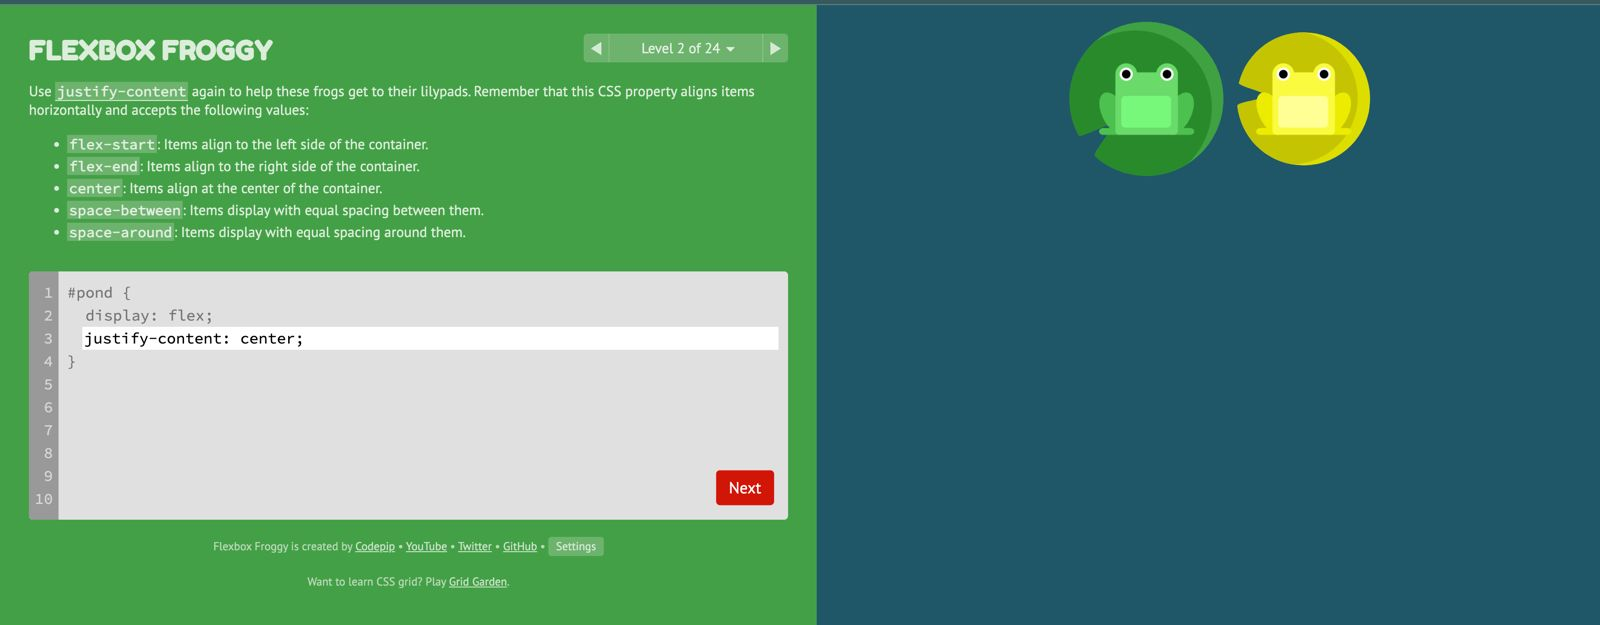 FLEXBOX FROGGY
Level 2 of 24
Use justify-content again to help these frogs get to their lilypads. Remember that this CSS property aligns items
horizontally and accepts the following values:
• flex-start: Items align to the left side of the container.
• flex-end: Items align to the right side of the container.
• center: Items align at the center of the container.
• space-between: Items display with equal spacing between them.
• space-around: Items display with equal spacing around them.
1 #pond {
2 display: flex;
3 justify-content: center;
4 }
5
6
7
8
9
10
Next
Flexbox Froggy is created by Codepip • YouTube • Twitter • GitHub • Settings
Want to learn CSS grid? Play Grid Garden.